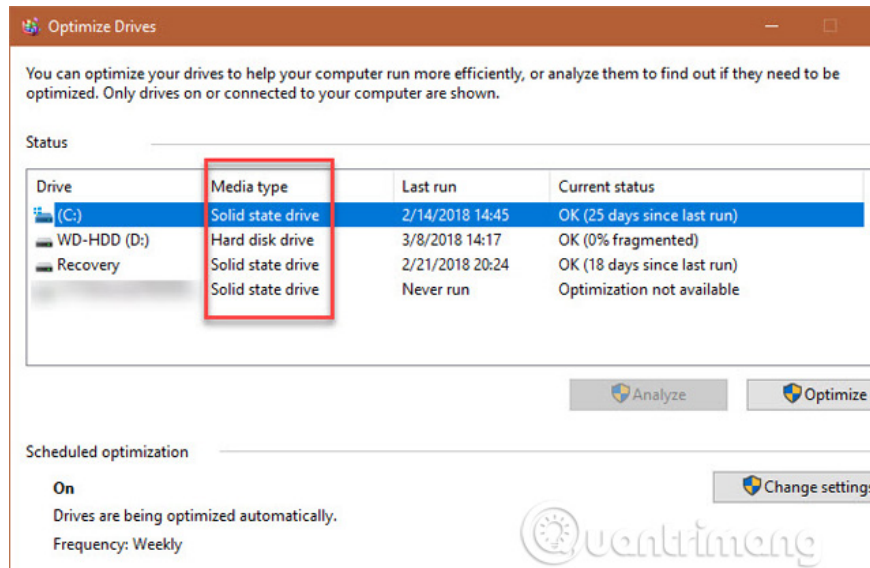 Optimize Drives
You can optimize your drives to help your computer run more efficiently, or analyze them to find out if they need to be
optimized. Only drives on or connected to your computer are shown.
Status
Drive Media type Last run Current status
(C:) Solid state drive 2/14/2018 14:45 OK (25 days since last run)
WD-HDD (D:) Hard disk drive 3/8/2018 14:17 OK (0% fragmented)
Recovery Solid state drive 2/21/2018 20:24 OK (18 days since last run)
Solid state drive Never run Optimization not available
Analyze Optimize
Scheduled optimization
On Change settings
Drives are being optimized automatically.
Frequency: Weekly
Quantrimang